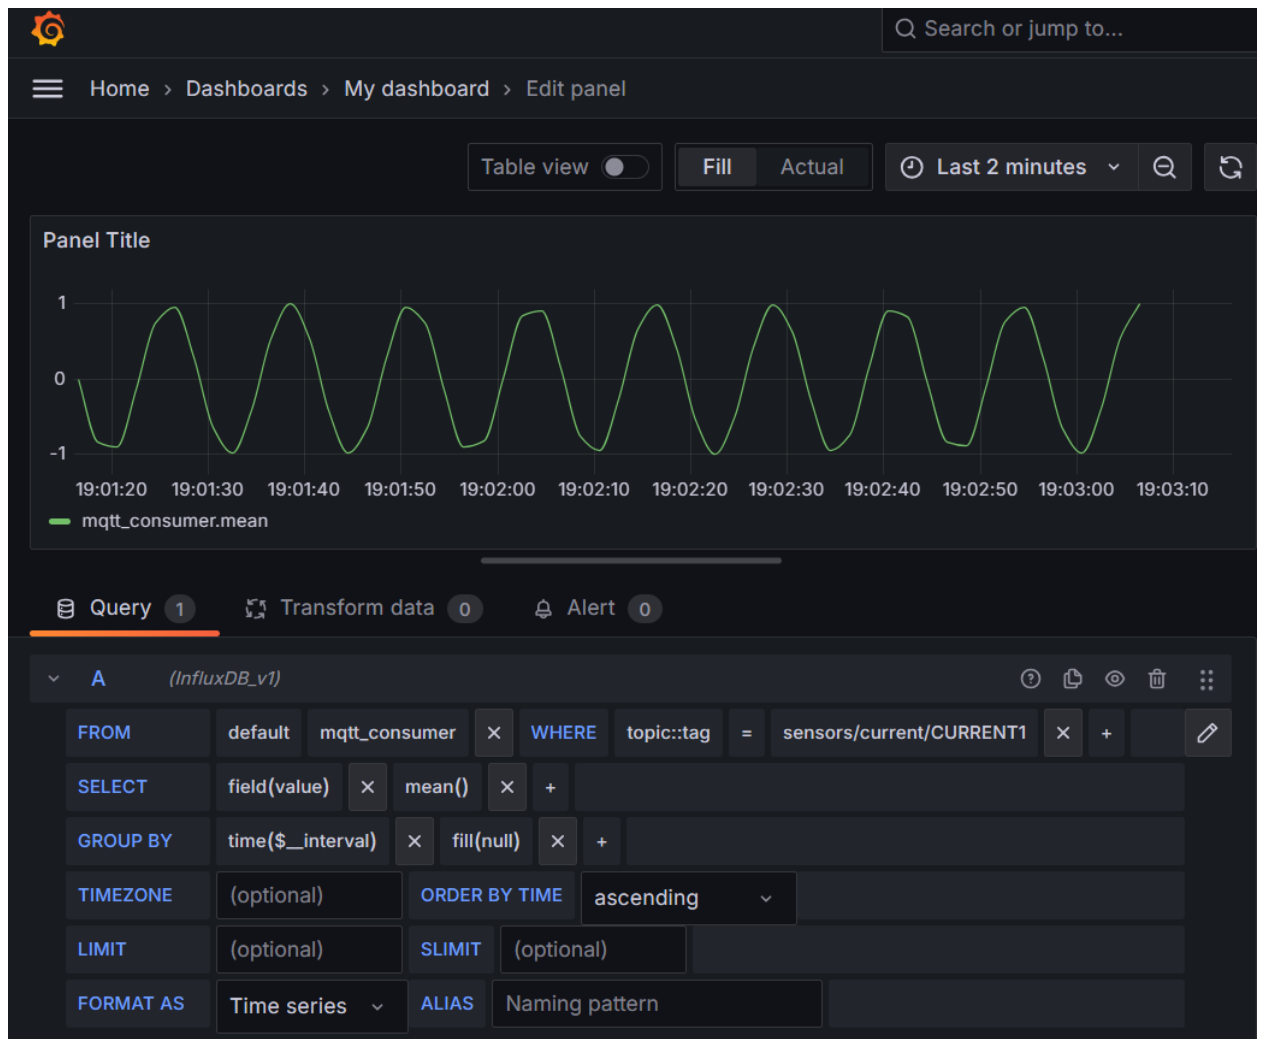 Search or jump to...
Home › Dashboards › My dashboard › Edit panel
Table view Fill Actual Last 2 minutes
Panel Title
1
0
-1
19:01:20 19:01:30 19:01:40 19:01:50 19:02:00 19:02:10 19:02:20 19:02:30 19:02:40 19:02:50 19:03:00 19:03:10
mqtt_consumer.mean
Query 1 Transform data 0 Alert 0
A (InfluxDB_v1)
FROM default mqtt_consumer × WHERE topic::tag = sensors/current/CURRENT1 × +
SELECT field(value) × mean() × +
GROUP BY time($__interval) × fill(null) × +
TIMEZONE (optional) ORDER BY TIME ascending
LIMIT (optional) SLIMIT (optional)
FORMAT AS Time series ALIAS Naming pattern